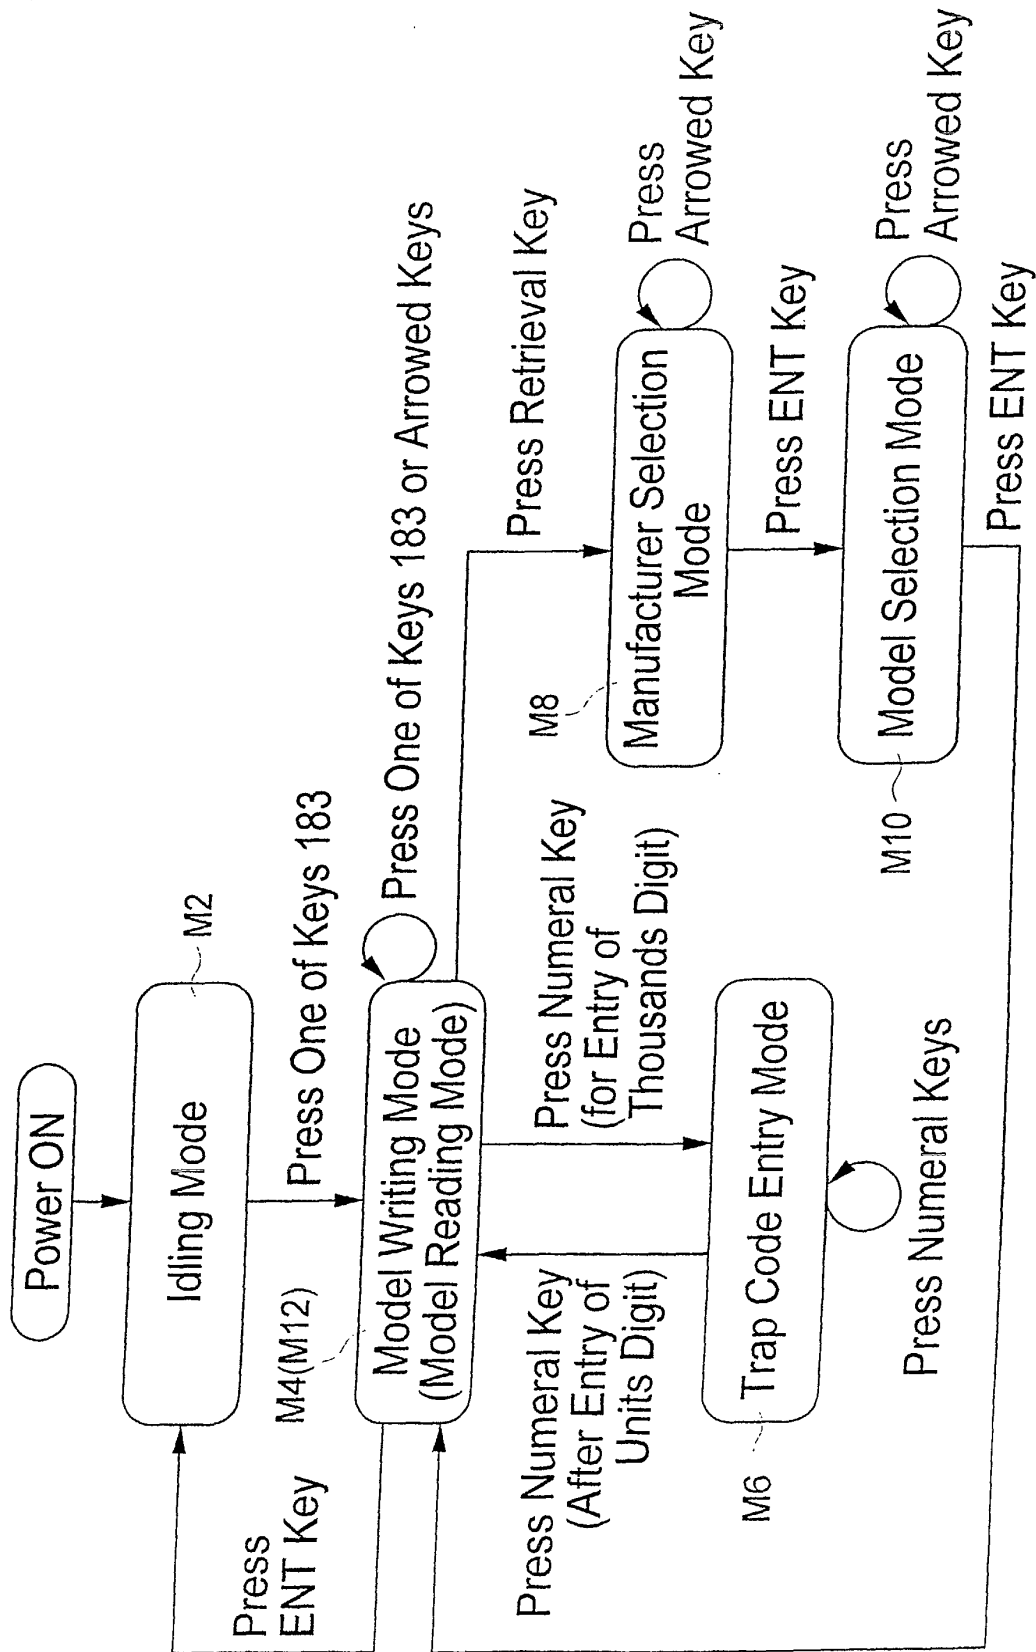 Power ON
Idling Mode
M2
Press
ENT Key
Press One of Keys 183
M4(M12)
Model Writing Mode
(Model Reading Mode)
Press One of Keys 183 or Arrowed Keys
Press Numeral Key
(After Entry of
Units Digit)
Press Numeral Key
(for Entry of
Thousands Digit)
Press Retrieval Key
M6
Trap Code Entry Mode
Press Numeral Keys
M8
Manufacturer Selection
Mode
Press
Arrowed Key
Press ENT Key
M10
Model Selection Mode
Press
Arrowed Key
Press ENT Key